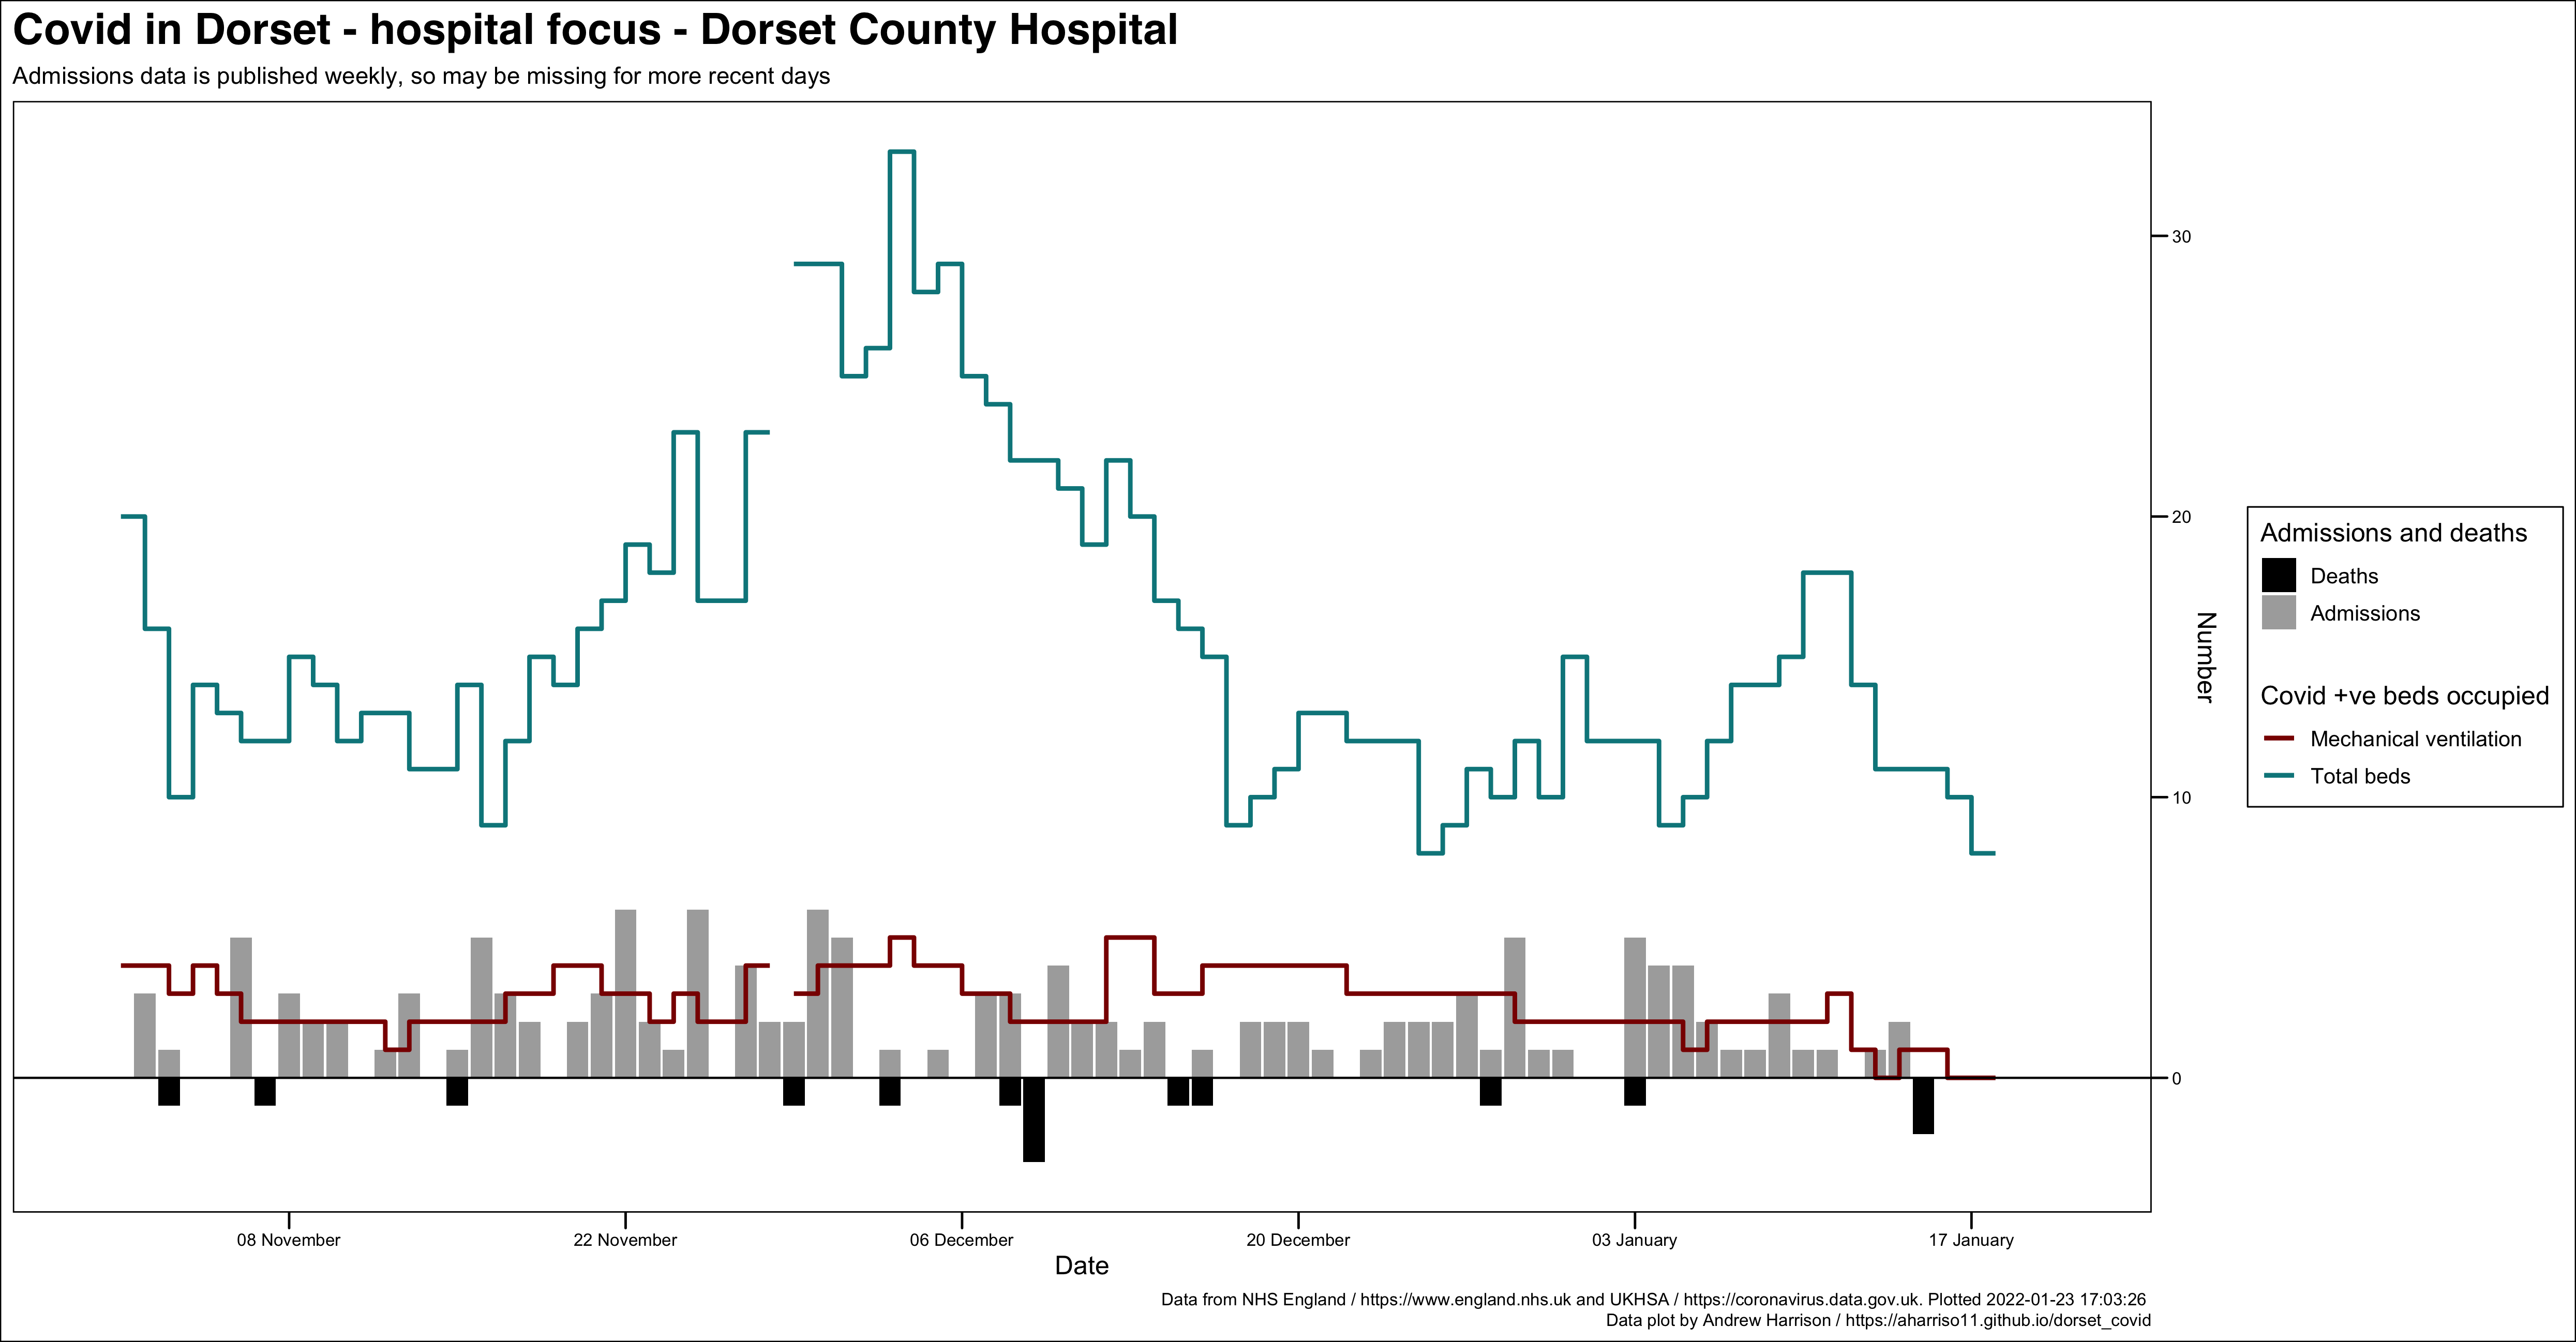 Covid in Dorset - hospital focus - Dorset County Hospital
Admissions data is published weekly, so may be missing for more recent days
30
20
10
0
Number
Admissions and deaths
Deaths
Admissions
Covid +ve beds occupied
Mechanical ventilation
Total beds
08 November
22 November
06 December
20 December
03 January
17 January
Date
Data from NHS England / https://www.england.nhs.uk and UKHSA / https://coronavirus.data.gov.uk. Plotted 2022-01-23 17:03:26
Data plot by Andrew Harrison / https://aharriso11.github.io/dorset_covid